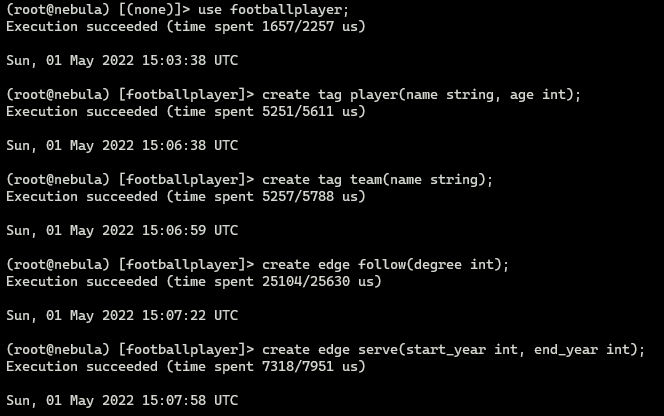 (root@nebula) [(none)]> use footballplayer;
Execution succeeded (time spent 1657/2257 us)
Sun, 01 May 2022 15:03:38 UTC
(root@nebula) [footballplayer]> create tag player(name string, age int);
Execution succeeded (time spent 5251/5611 us)
Sun, 01 May 2022 15:06:38 UTC
(root@nebula) [footballplayer]> create tag team(name string);
Execution succeeded (time spent 5257/5788 us)
Sun, 01 May 2022 15:06:59 UTC
(root@nebula) [footballplayer]> create edge follow(degree int);
Execution succeeded (time spent 25104/25630 us)
Sun, 01 May 2022 15:07:22 UTC
(root@nebula) [footballplayer]> create edge serve(start_year int, end_year int);
Execution succeeded (time spent 7318/7951 us)
Sun, 01 May 2022 15:07:58 UTC